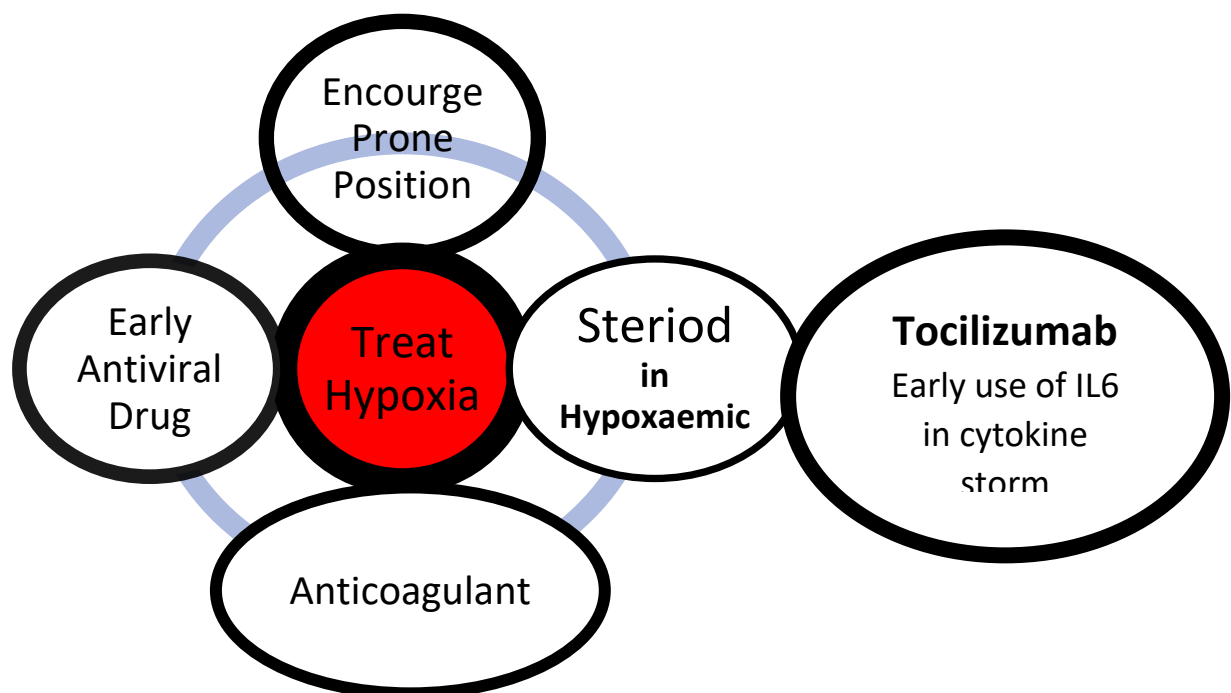 Encourge
Prone
Position
Early
Antiviral
Drug
Treat
Hypoxia
Steriod
in
Hypoxaemic
Tocilizumab
Early use of IL6
in cytokine
storm
Anticoagulant